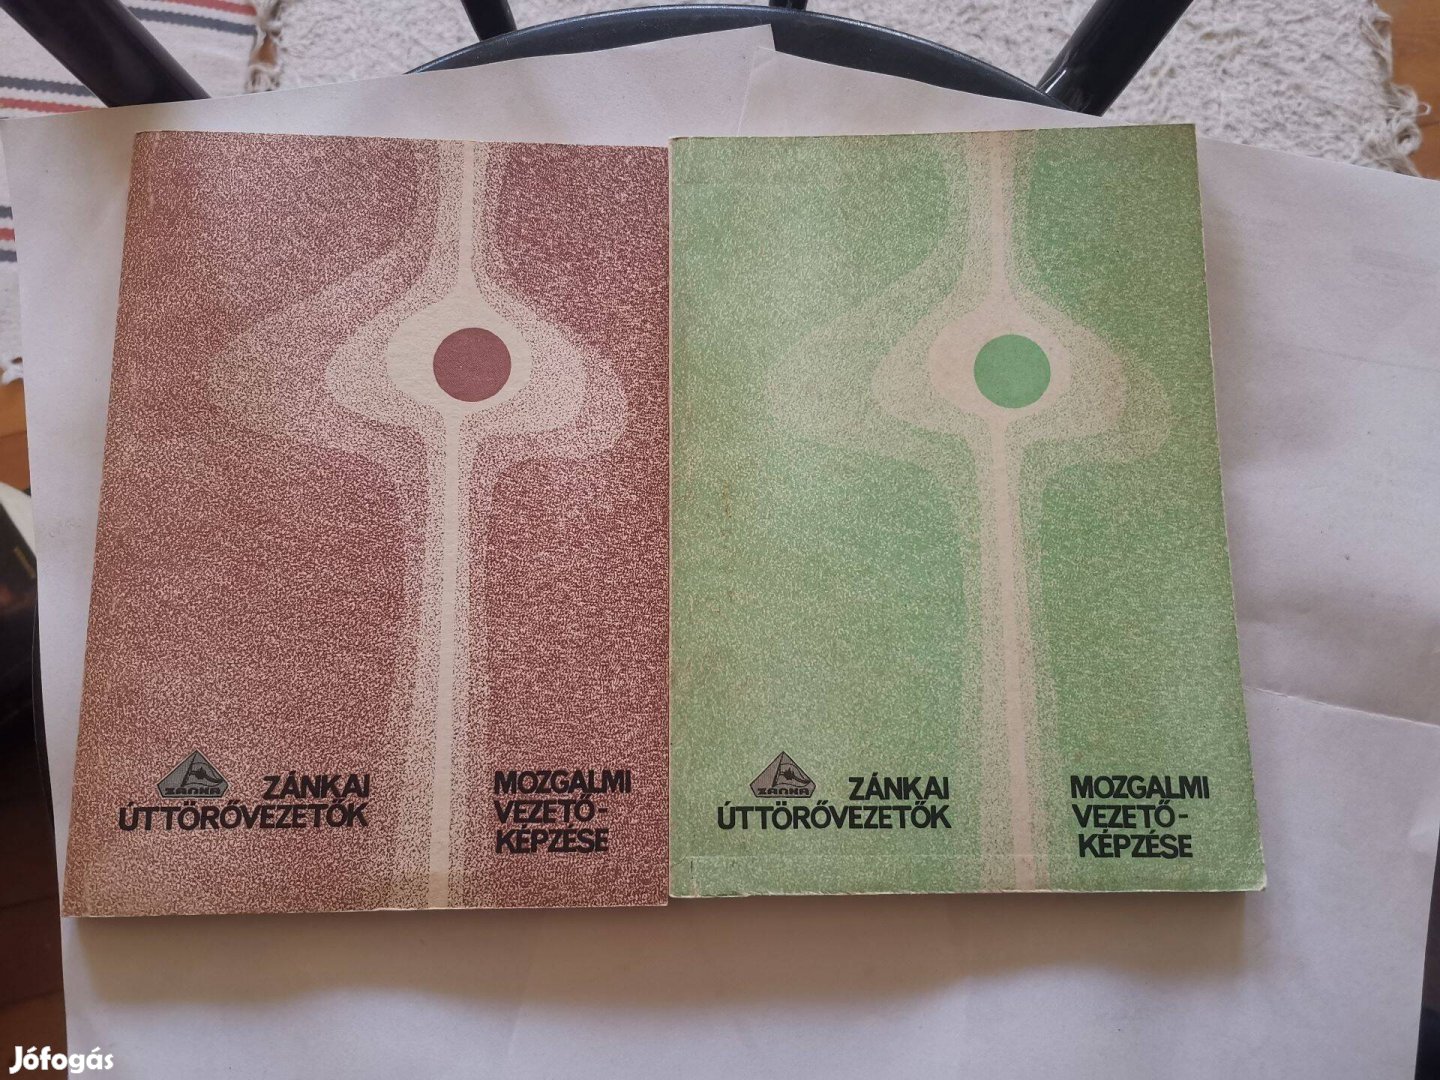 ZÁNKA
ZÁNKAI
ÚTTÖRŐVEZETŐK
MOZGALMI
VEZETŐ-
KÉPZÉSE
ZÁNKA
ZÁNKAI
ÚTTÖRŐVEZETŐK
MOZGALMI
VEZETŐ-
KÉPZÉSE
Jófogás